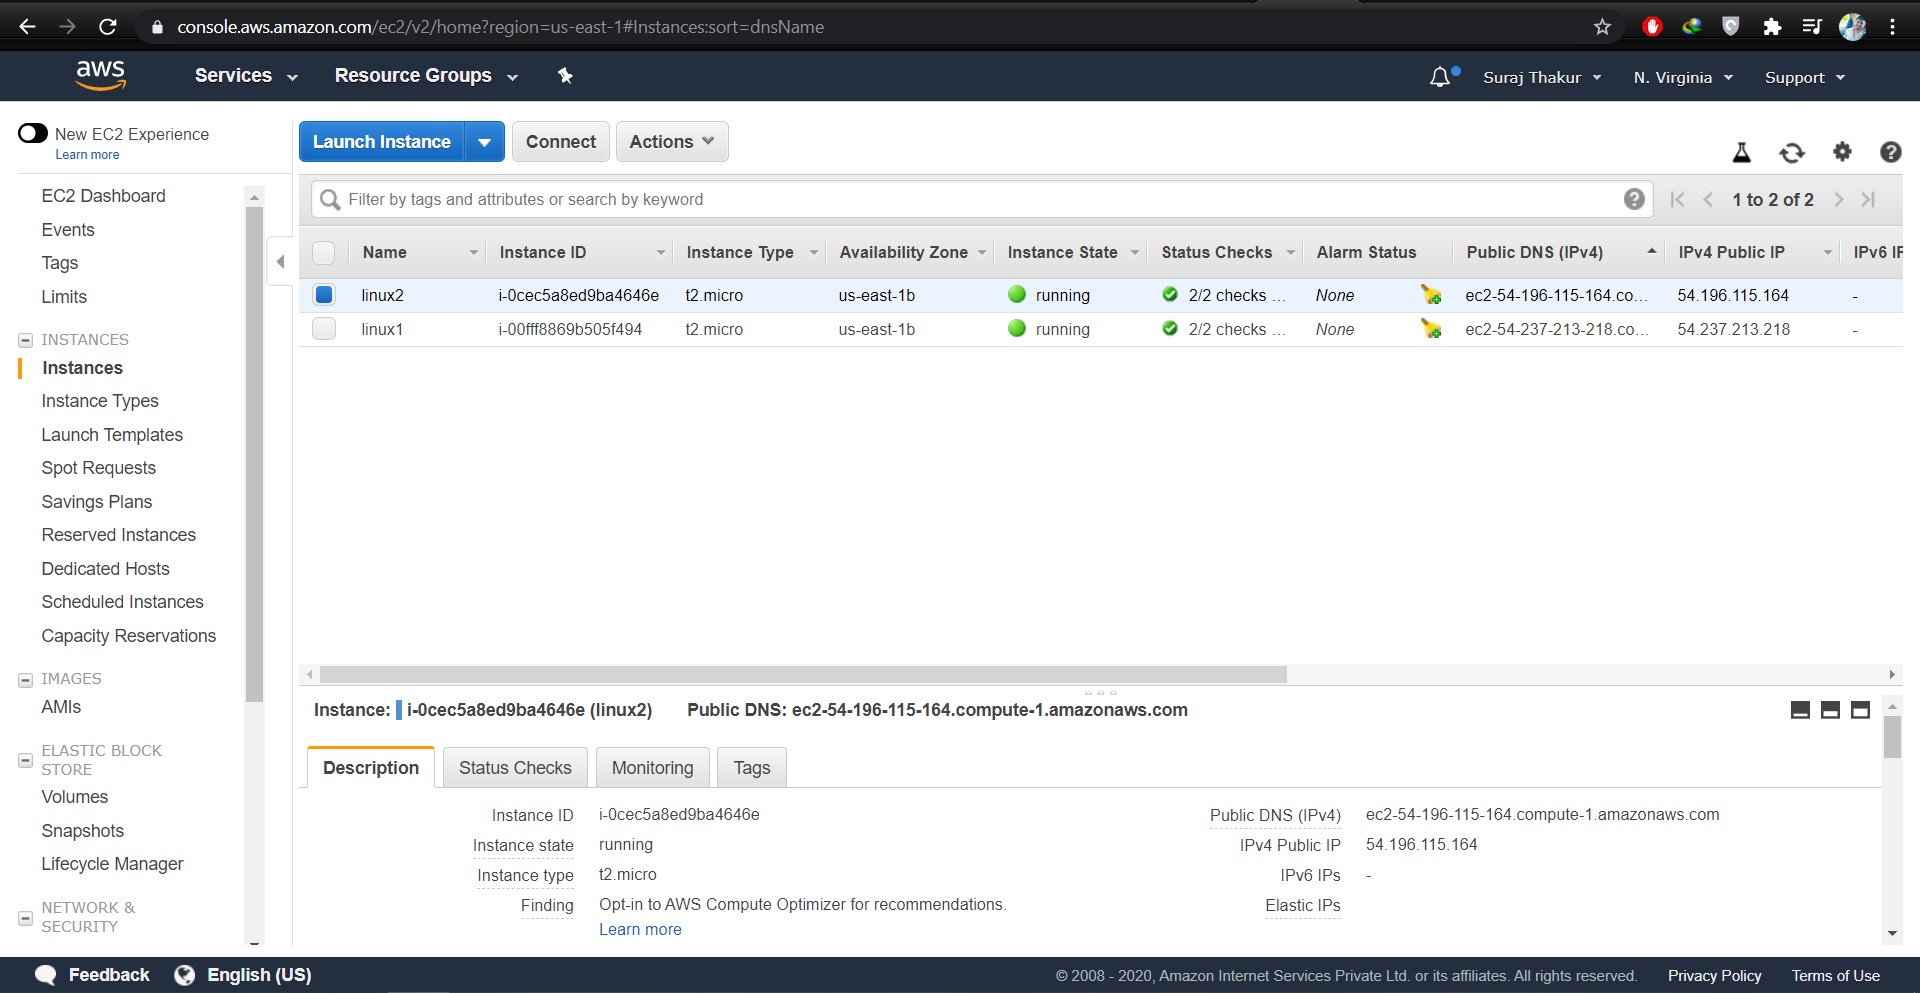 console.aws.amazon.com/ec2/v2/home?region=us-east-1#Instances:sort=dnsName
aws Services Resource Groups Suraj Thakur N. Virginia Support
New EC2 Experience
Learn more
EC2 Dashboard
Events
Tags
Limits
INSTANCES
Instances
Instance Types
Launch Templates
Spot Requests
Savings Plans
Reserved Instances
Dedicated Hosts
Scheduled Instances
Capacity Reservations
IMAGES
AMIs
ELASTIC BLOCK
STORE
Volumes
Snapshots
Lifecycle Manager
NETWORK &
SECURITY
Launch Instance Connect Actions
Filter by tags and attributes or search by keyword 1 to 2 of 2
Name Instance ID Instance Type Availability Zone Instance State Status Checks Alarm Status Public DNS (IPv4) IPv4 Public IP IPv6 IP
linux2 i-0cec5a8ed9ba4646e t2.micro us-east-1b running 2/2 checks ... None ec2-54-196-115-164.co... 54.196.115.164 -
linux1 i-00fff8869b505f494 t2.micro us-east-1b running 2/2 checks ... None ec2-54-237-213-218.co... 54.237.213.218 -
Instance: i-0cec5a8ed9ba4646e (linux2) Public DNS: ec2-54-196-115-164.compute-1.amazonaws.com
Description Status Checks Monitoring Tags
Instance ID i-0cec5a8ed9ba4646e
Instance state running
Instance type t2.micro
Finding Opt-in to AWS Compute Optimizer for recommendations.
Learn more
Public DNS (IPv4) ec2-54-196-115-164.compute-1.amazonaws.com
IPv4 Public IP 54.196.115.164
IPv6 IPs -
Elastic IPs
Feedback English (US) © 2008 - 2020, Amazon Internet Services Private Ltd. or its affiliates. All rights reserved. Privacy Policy Terms of Use